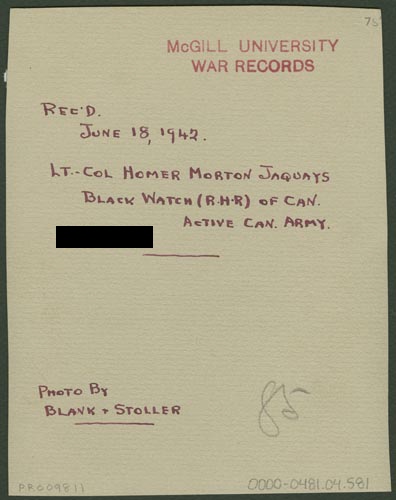 75
McGILL UNIVERSITY
WAR RECORDS
REC'D.
JUNE 18, 1942.
LT.-COL HOMER MORTON JAQUAYS
BLACK WATCH (R.H.R) OF CAN.
ACTIVE CAN. ARMY.
PHOTO BY
BLANK + STOLLER
85
PR009811
0000-0481.04.581